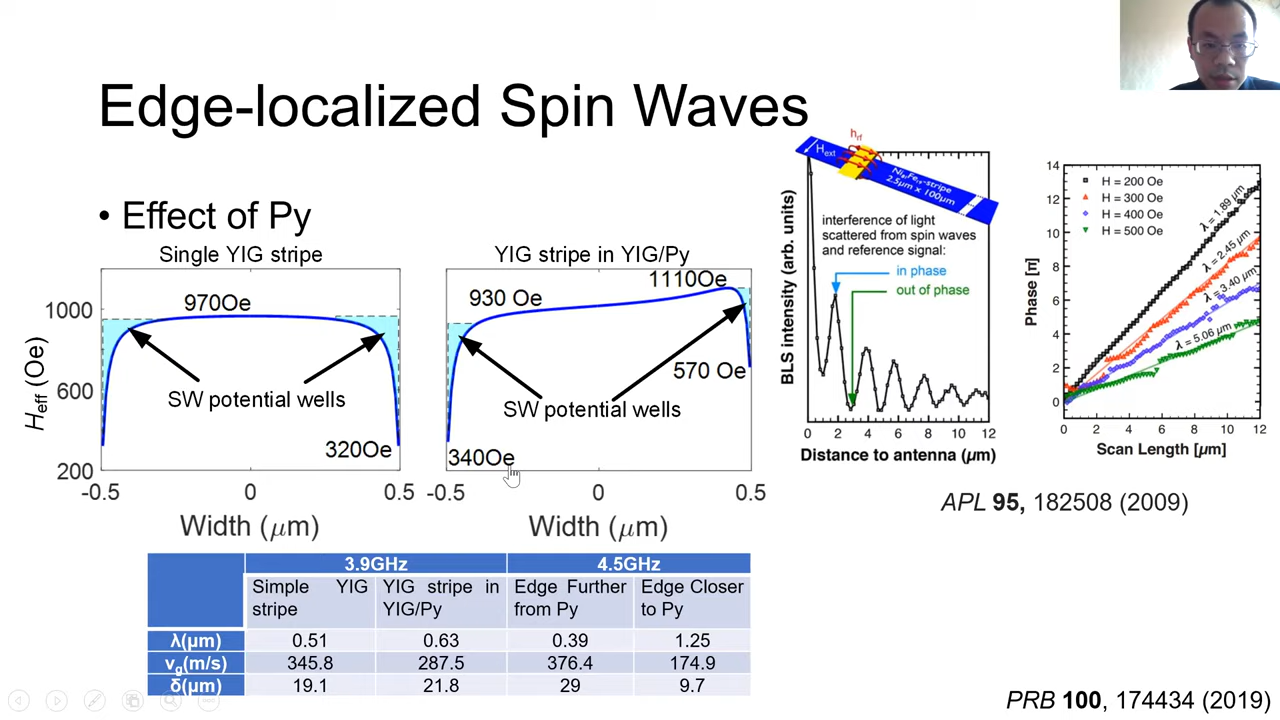 Edge-localized Spin Waves
• Effect of Py
Single YIG stripe
YIG stripe in YIG/Py
970Oe
SW potential wells
320Oe
930 Oe
1110Oe
570 Oe
SW potential wells
340Oe
Heff (Oe)
1000
600
200
-0.5
0
0.5
-0.5
0
0.5
Width (μm)
Width (μm)
3.9GHz
4.5GHz
Simple YIG stripe
YIG stripe in YIG/Py
Edge Further from Py
Edge Closer to Py
λ(μm) 0.51 0.63 0.39 1.25
vg(m/s) 345.8 287.5 376.4 174.9
δ(μm) 19.1 21.8 29 9.7
hrf
Hext
Ni81Fe19-stripe
2.5μm x 100μm
interference of light
scattered from spin waves
and reference signal:
in phase
out of phase
BLS intensity (arb. units)
0 2 4 6 8 10 12
Distance to antenna (μm)
14
12
10
8
6
4
2
0
Phase [π]
H = 200 Oe
H = 300 Oe
H = 400 Oe
H = 500 Oe
λ = 1.89 μm
λ = 2.45 μm
λ = 3.40 μm
λ = 5.06 μm
0 2 4 6 8 10 12
Scan Length [μm]
APL 95, 182508 (2009)
PRB 100, 174434 (2019)